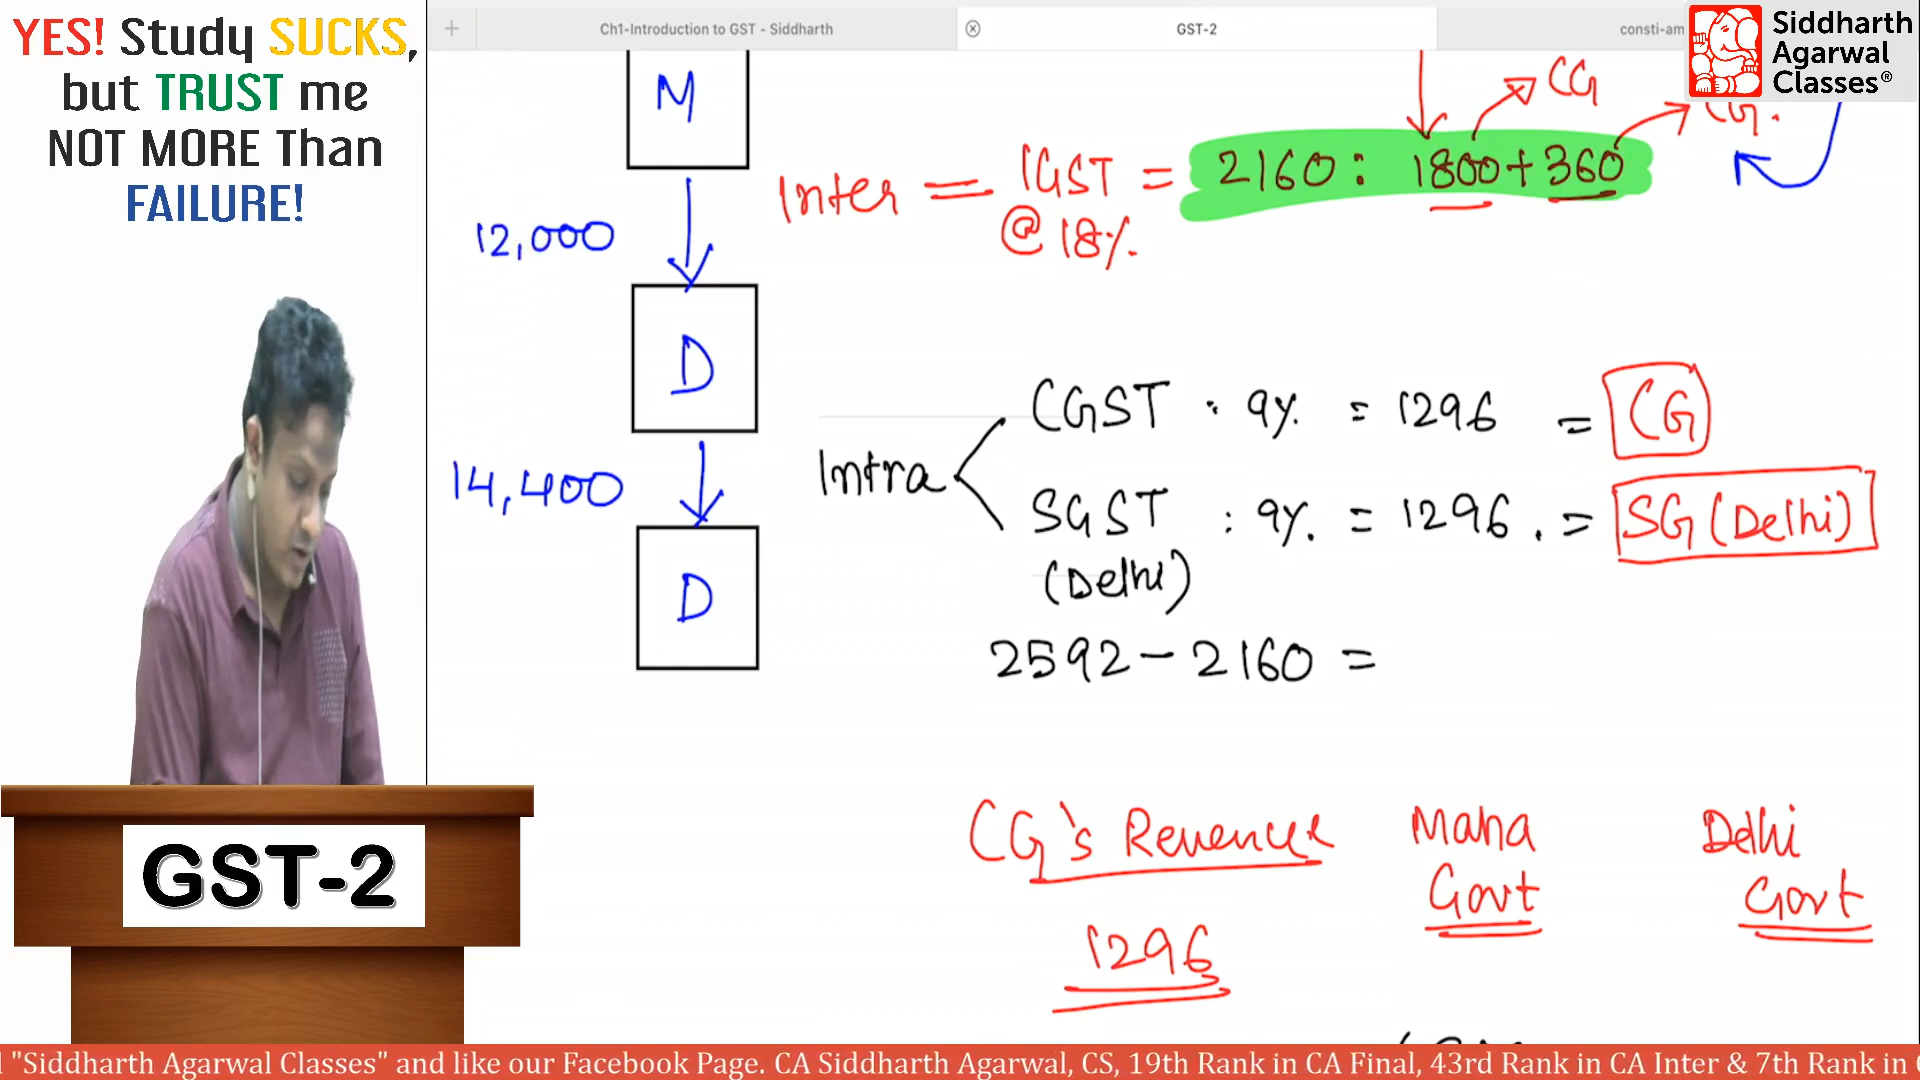 YES! Study SUCKS,
but TRUST me
NOT MORE Than
FAILURE!
Ch1-Introduction to GST - Siddharth
GST-2
consti-am
Siddharth
Agarwal
Classes®
M
CG
CG.
Inter = IGST = 2160 : 1800 + 360
@ 18%.
12,000
D
CGST : 9% = 1296 = CG
14,400
Intra
SGST : 9%. = 1296. = SG (Delhi)
(Delhi)
D
2592 - 2160 =
CG's Revenue
Maha
Govt
Delhi
Govt
1296
GST-2
"Siddharth Agarwal Classes" and like our Facebook Page. CA Siddharth Agarwal, CS, 19th Rank in CA Final, 43rd Rank in CA Inter & 7th Rank in